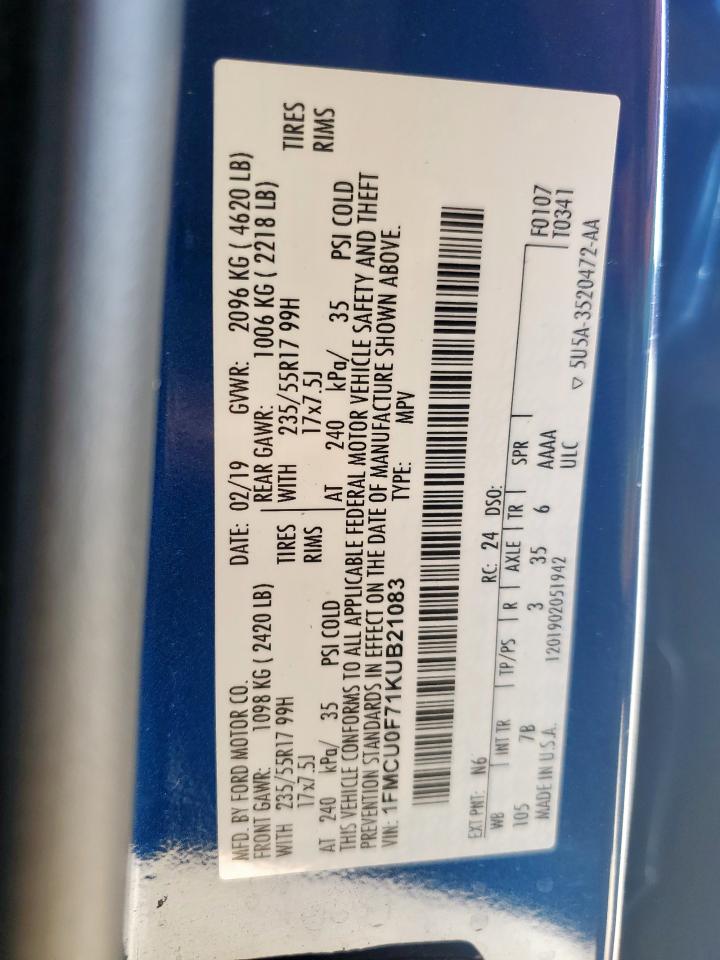 MFD. BY FORD MOTOR CO. DATE: 02/19 GVWR: 2096 KG ( 4620 LB)
FRONT GAWR: 1098 KG ( 2420 LB) REAR GAWR: 1006 KG ( 2218 LB)
WITH 235/55R17 99H TIRES WITH 235/55R17 99H TIRES
17x7.5J RIMS 17x7.5J RIMS
AT 240 kPa/ 35 PSI COLD AT 240 kPa/ 35 PSI COLD
THIS VEHICLE CONFORMS TO ALL APPLICABLE FEDERAL MOTOR VEHICLE SAFETY AND THEFT
PREVENTION STANDARDS IN EFFECT ON THE DATE OF MANUFACTURE SHOWN ABOVE.
VIN: 1FMCU0F71KUB21083 TYPE: MPV
EXT PNT: N6 RC: 24 DSO:
WB INT TR TP/PS R AXLE TR SPR F0107
105 7B 3 35 6 AAAA T0341
MADE IN U.S.A. 1201902051942 ULC
▽ 5U5A-3520472-AA